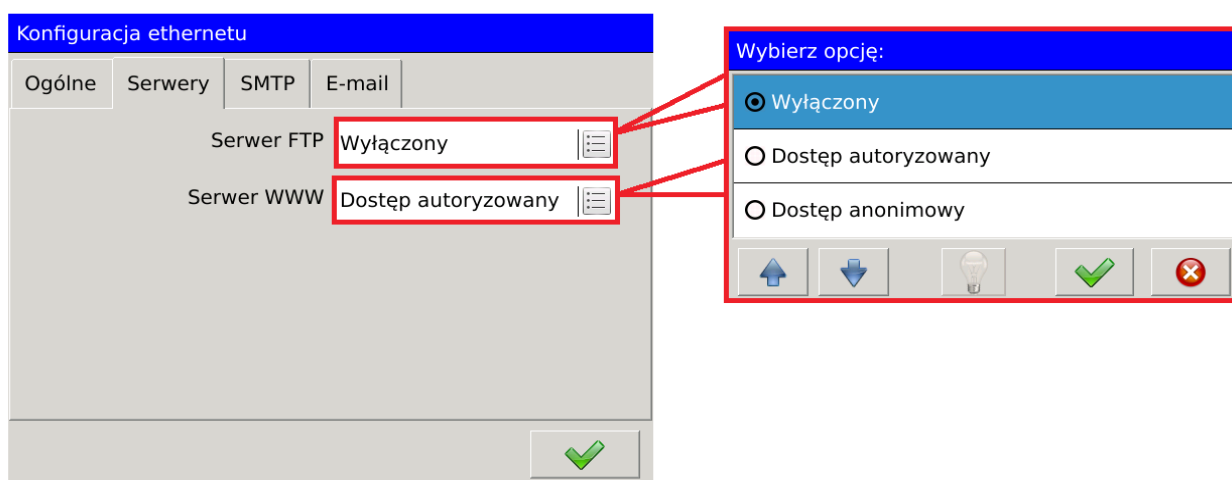 Konfiguracja ethernetu
Ogólne Serwery SMTP E-mail
Serwer FTP Wyłączony
Serwer WWW Dostęp autoryzowany
Wybierz opcję:
Wyłączony
Dostęp autoryzowany
Dostęp anonimowy